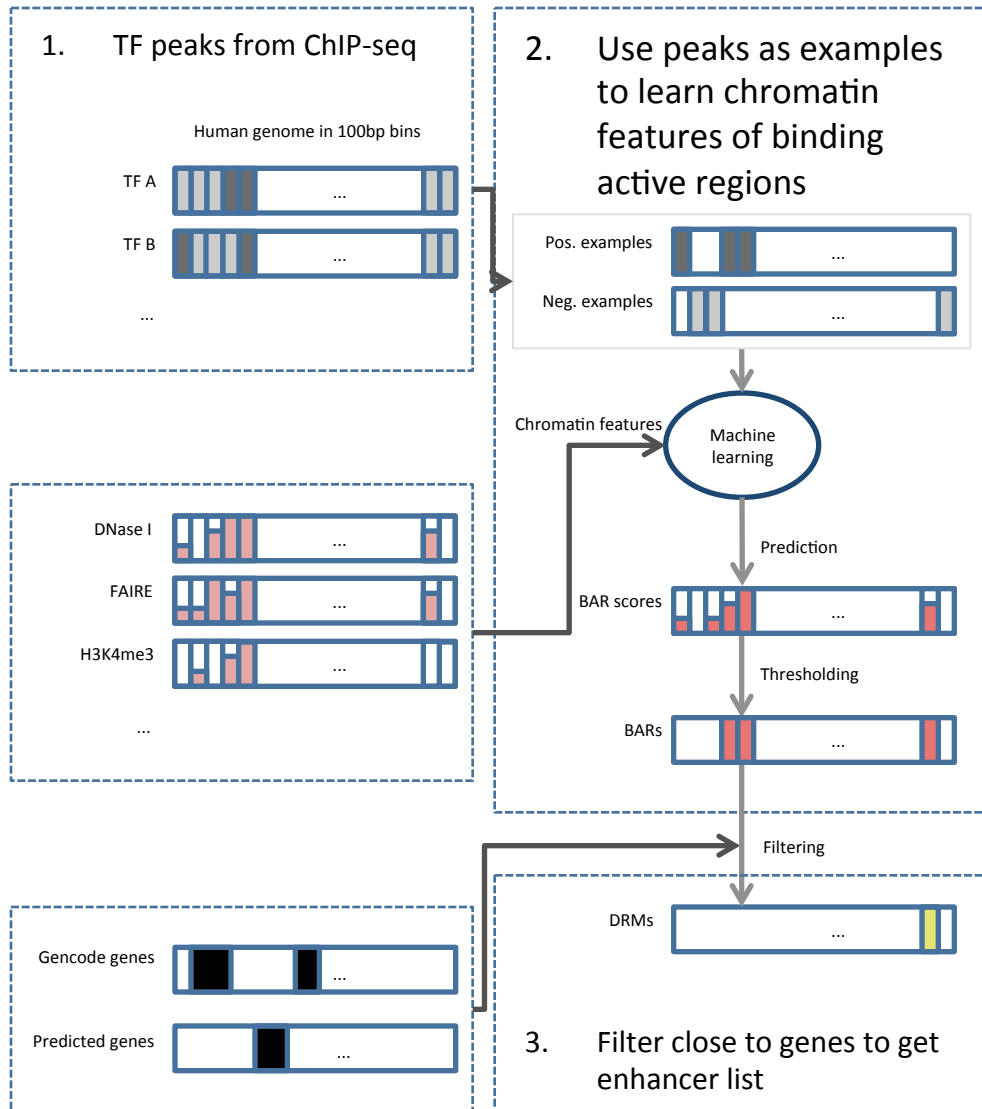 1. TF peaks from ChIP-seq
Human genome in 100bp bins
TF A
...
TF B
...
...
2. Use peaks as examples
to learn chromatin
features of binding
active regions
Pos. examples
...
Neg. examples
...
Chromatin features
Machine
learning
DNase I
...
FAIRE
...
H3K4me3
...
...
Prediction
BAR scores
...
Thresholding
BARs
...
Filtering
Gencode genes
...
Predicted genes
...
DRMs
...
3. Filter close to genes to get
enhancer list